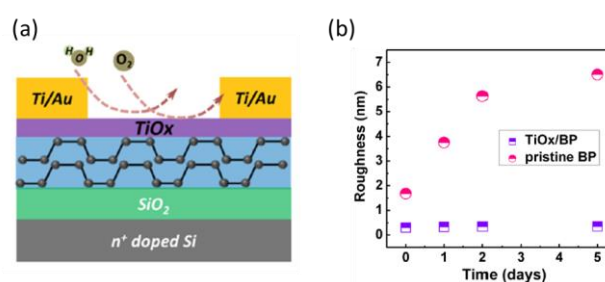 (a)
H O H
O₂
Ti/Au
Ti/Au
TiOx
SiO₂
n⁺ doped Si
(b)
Roughness (nm)
7
6
5
4
3
2
1
0
TiOx/BP
pristine BP
0 1 2 3 4 5
Time (days)